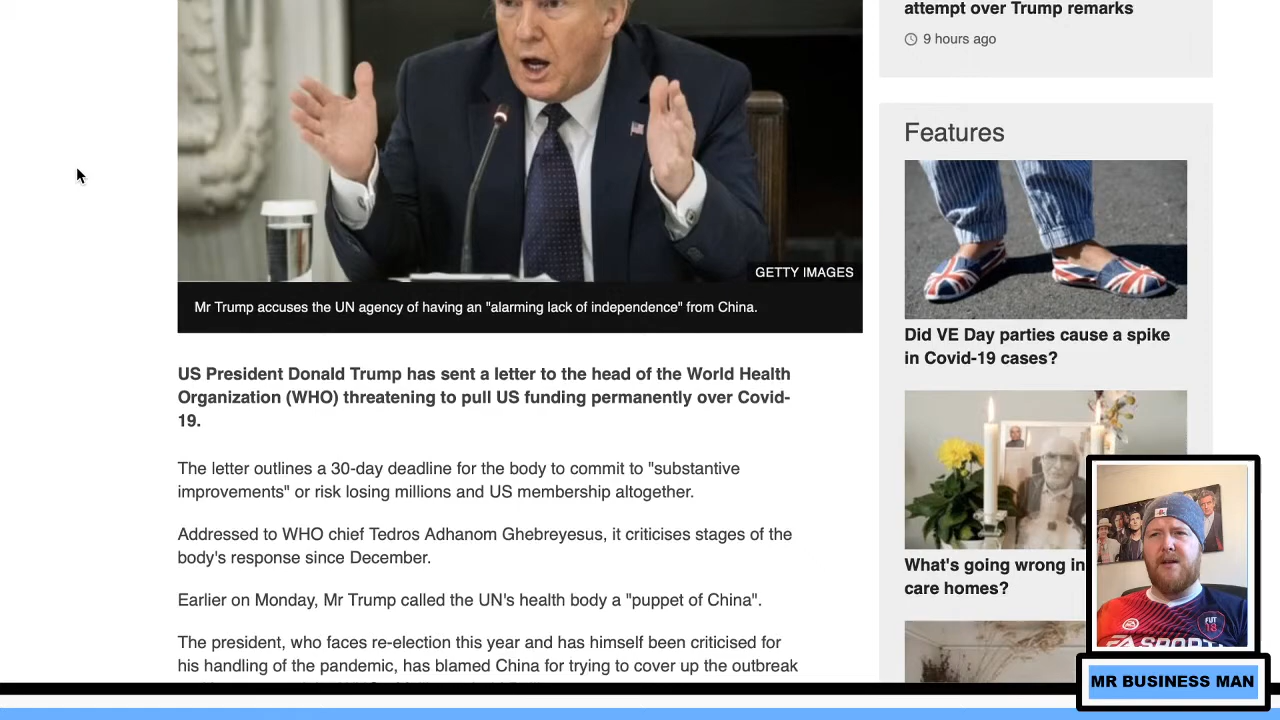 attempt over Trump remarks
9 hours ago
GETTY IMAGES
Mr Trump accuses the UN agency of having an "alarming lack of independence" from China.
US President Donald Trump has sent a letter to the head of the World Health
Organization (WHO) threatening to pull US funding permanently over Covid-
19.
The letter outlines a 30-day deadline for the body to commit to "substantive
improvements" or risk losing millions and US membership altogether.
Addressed to WHO chief Tedros Adhanom Ghebreyesus, it criticises stages of the
body's response since December.
Earlier on Monday, Mr Trump called the UN's health body a "puppet of China".
The president, who faces re-election this year and has himself been criticised for
his handling of the pandemic, has blamed China for trying to cover up the outbreak
Features
Did VE Day parties cause a spike
in Covid-19 cases?
What's going wrong in
care homes?
FUT
18
EA SPORTS
MR BUSINESS MAN